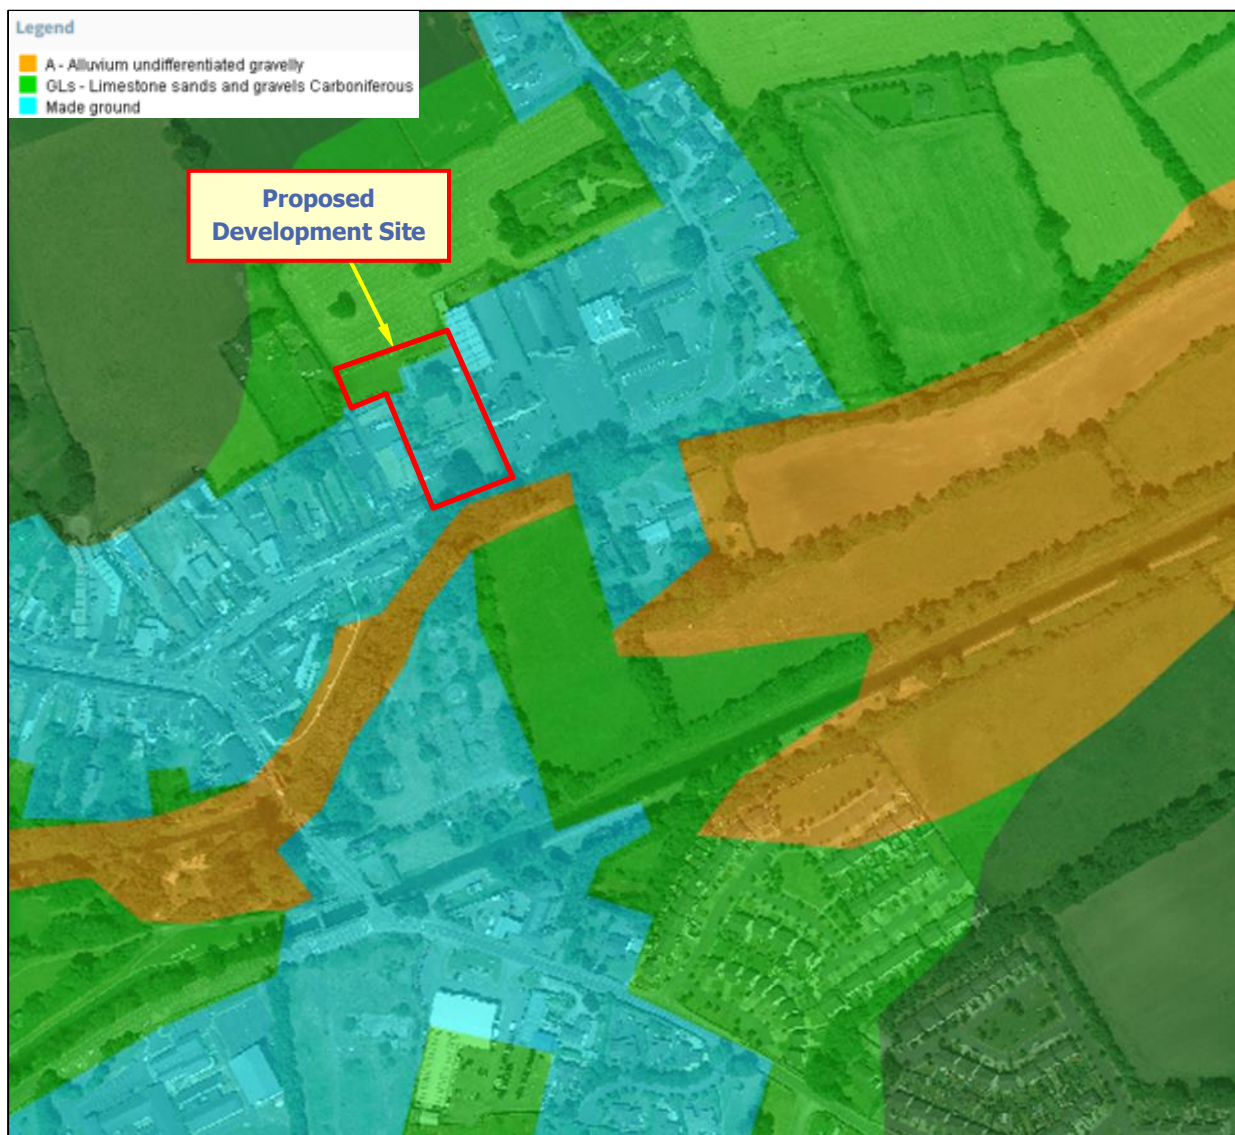 Legend
A - Alluvium undifferentiated gravelly
GLs - Limestone sands and gravels Carboniferous
Made ground
Proposed
Development Site